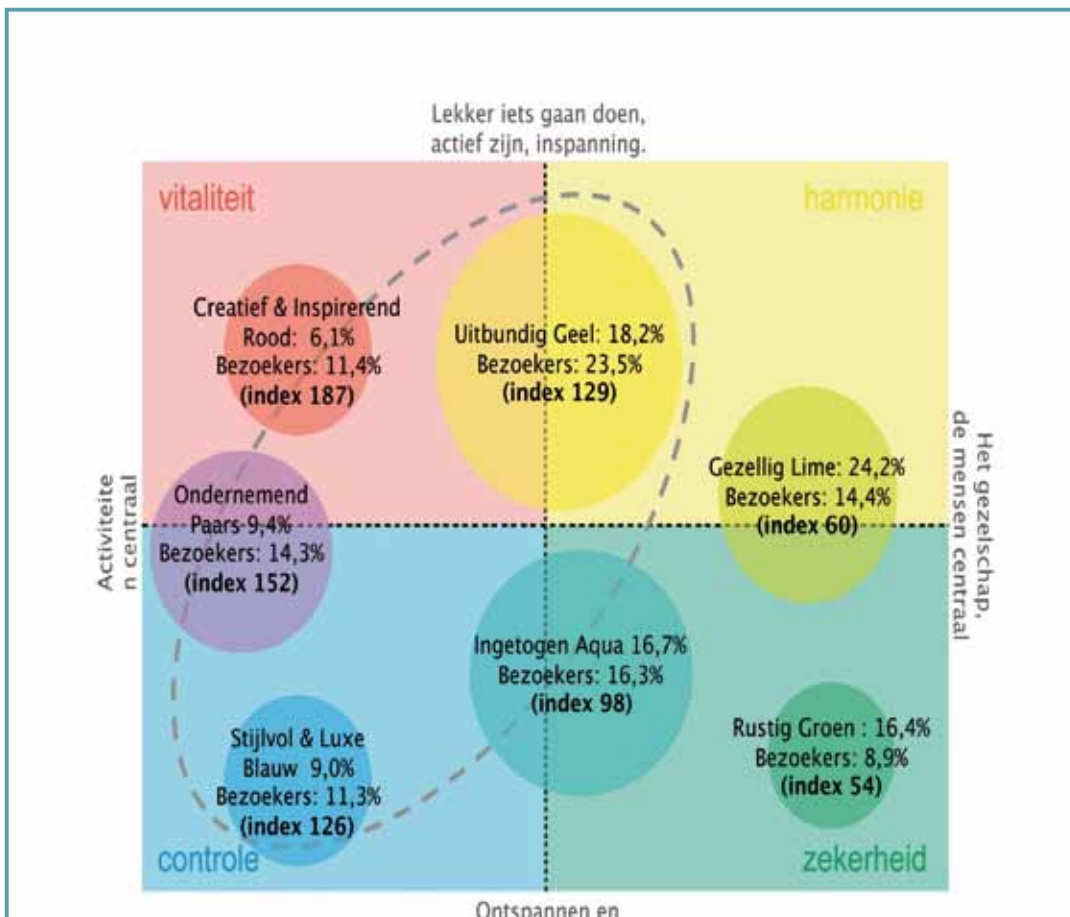 Lekker iets gaan doen,
actief zijn, inspanning.
vitaliteit
harmonie
Creatief & Inspirerend
Rood: 6,1%
Bezoekers: 11,4%
(index 187)
Uitbundig Geel: 18,2%
Bezoekers: 23,5%
(index 129)
Gezellig Lime: 24,2%
Bezoekers: 14,4%
(index 60)
Ondernemend
Paars 9,4%
Bezoekers: 14,3%
(index 152)
Activiteite
n centraal
Het gezelschap,
de mensen centraal
Ingetogen Aqua 16,7%
Bezoekers: 16,3%
(index 98)
Stijlvol & Luxe
Blauw 9,0%
Bezoekers: 11,3%
(index 126)
Rustig Groen : 16,4%
Bezoekers: 8,9%
(index 54)
controle
zekerheid
Ontspannen en